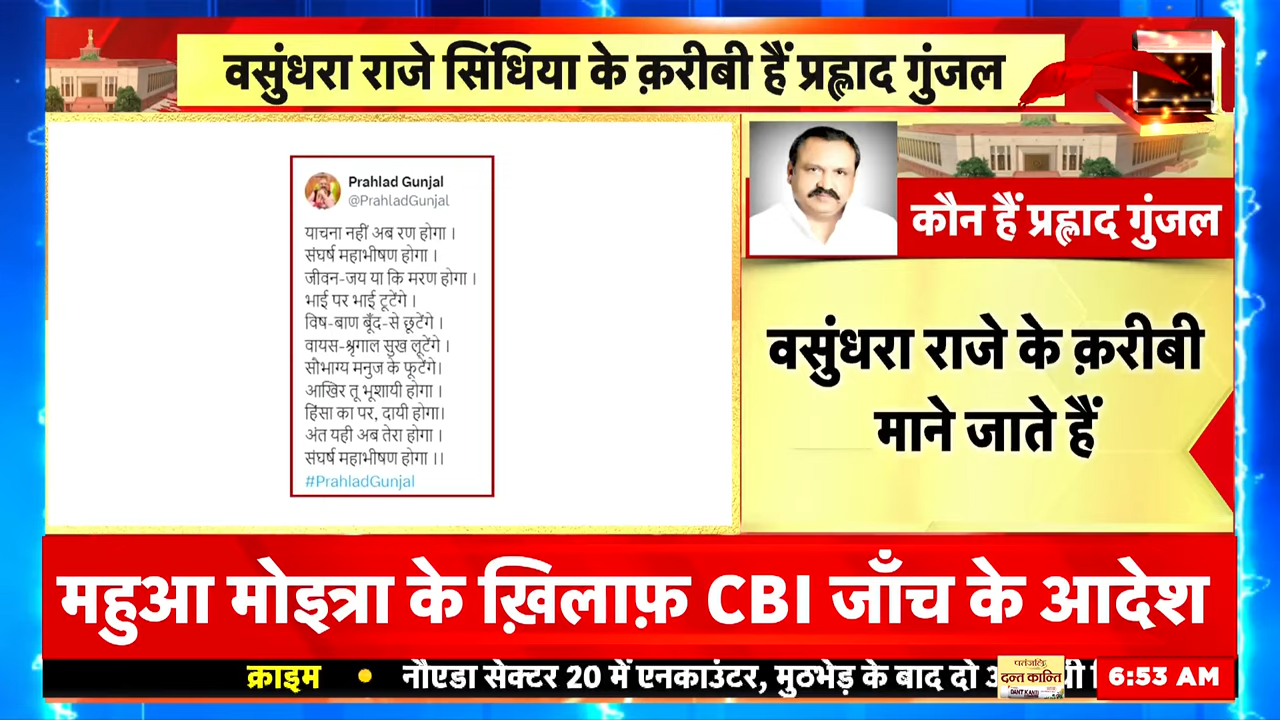 वसुंधरा राजे सिंधिया के क़रीबी हैं प्रह्लाद गुंजल
Prahlad Gunjal
@PrahladGunjal
याचना नहीं अब रण होगा ।
संघर्ष महाभीषण होगा ।
जीवन-जय या कि मरण होगा ।
भाई पर भाई टूटेंगे ।
विष-बाण बूँद-से छूटेंगे ।
वायस-श्रृगाल सुख लूटेंगे ।
सौभाग्य मनुज के फूटेंगे।
आखिर तू भूशायी होगा ।
हिंसा का पर, दायी होगा।
अंत यही अब तेरा होगा ।
संघर्ष महाभीषण होगा ।।
#PrahladGunjal
कौन हैं प्रह्लाद गुंजल
वसुंधरा राजे के क़रीबी
माने जाते हैं
महुआ मोइत्रा के ख़िलाफ़ CBI जाँच के आदेश
क्राइम • नौएडा सेक्टर 20 में एनकाउंटर, मुठभेड़ के बाद दो
पतंजलि
दन्त कान्ति
DANT KANTI
6:53 AM